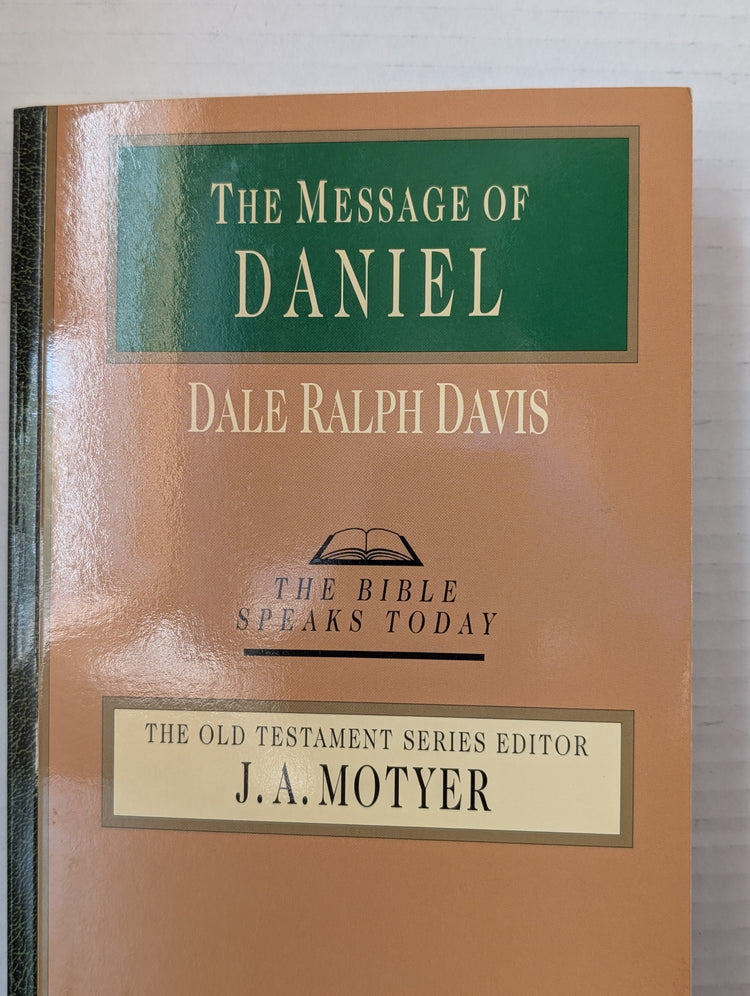 THE MESSAGE OF
DANIEL
DALE RALPH DAVIS
THE BIBLE
SPEAKS TODAY
THE OLD TESTAMENT SERIES EDITOR
J. A. MOTYER